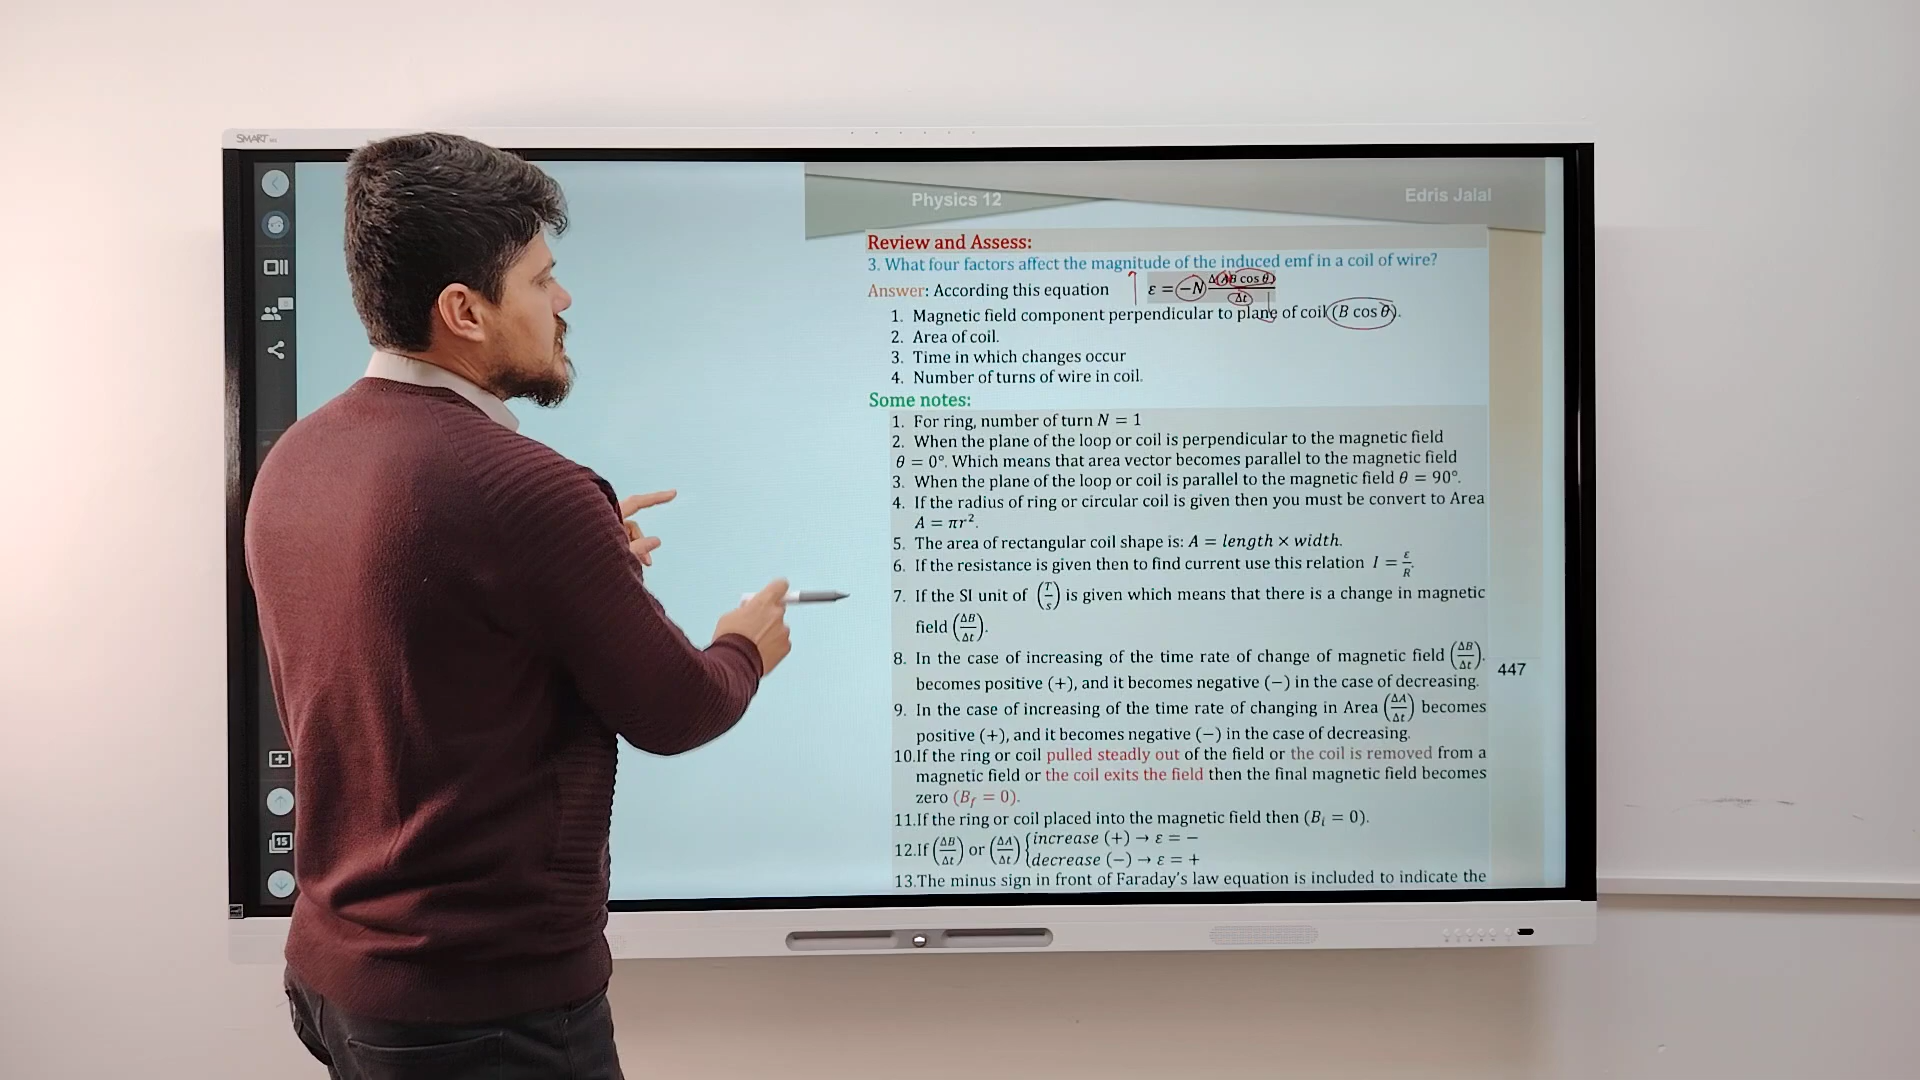 SMART
Physics 12
Edris Jalal
Review and Assess:
3. What four factors affect the magnitude of the induced emf in a coil of wire?
Answer: According this equation ε = −N Δ(AB cos θ)/Δt
1. Magnetic field component perpendicular to plane of coil (B cos θ).
2. Area of coil.
3. Time in which changes occur
4. Number of turns of wire in coil.
Some notes:
1. For ring, number of turn N = 1
2. When the plane of the loop or coil is perpendicular to the magnetic field
θ = 0°. Which means that area vector becomes parallel to the magnetic field
3. When the plane of the loop or coil is parallel to the magnetic field θ = 90°.
4. If the radius of ring or circular coil is given then you must be convert to Area
A = πr².
5. The area of rectangular coil shape is: A = length × width.
6. If the resistance is given then to find current use this relation I = ε/R.
7. If the SI unit of (T/s) is given which means that there is a change in magnetic
field (ΔB/Δt).
8. In the case of increasing of the time rate of change of magnetic field (ΔB/Δt).
becomes positive (+), and it becomes negative (−) in the case of decreasing.
9. In the case of increasing of the time rate of changing in Area (ΔA/Δt) becomes
positive (+), and it becomes negative (−) in the case of decreasing.
10.If the ring or coil pulled steadily out of the field or the coil is removed from a
magnetic field or the coil exits the field then the final magnetic field becomes
zero (B_f = 0).
11.If the ring or coil placed into the magnetic field then (B_i = 0).
12.If (ΔB/Δt) or (ΔA/Δt) {increase (+) → ε = −
decrease (−) → ε = +
13.The minus sign in front of Faraday's law equation is included to indicate the
447
15